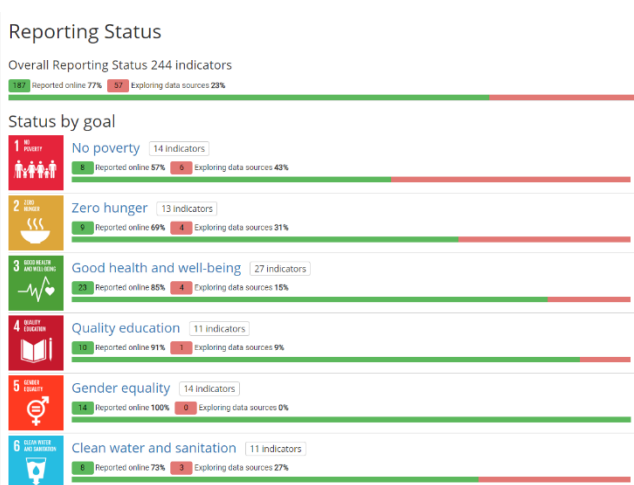 Reporting Status
Overall Reporting Status 244 indicators
187 Reported online 77% 57 Exploring data sources 23%
Status by goal
1 NO POVERTY
No poverty 14 indicators
8 Reported online 57% 6 Exploring data sources 43%
2 ZERO HUNGER
Zero hunger 13 indicators
9 Reported online 69% 4 Exploring data sources 31%
3 GOOD HEALTH AND WELL-BEING
Good health and well-being 27 indicators
23 Reported online 85% 4 Exploring data sources 15%
4 QUALITY EDUCATION
Quality education 11 indicators
10 Reported online 91% 1 Exploring data sources 9%
5 GENDER EQUALITY
Gender equality 14 indicators
14 Reported online 100% 0 Exploring data sources 0%
6 CLEAN WATER AND SANITATION
Clean water and sanitation 11 indicators
8 Reported online 73% 3 Exploring data sources 27%